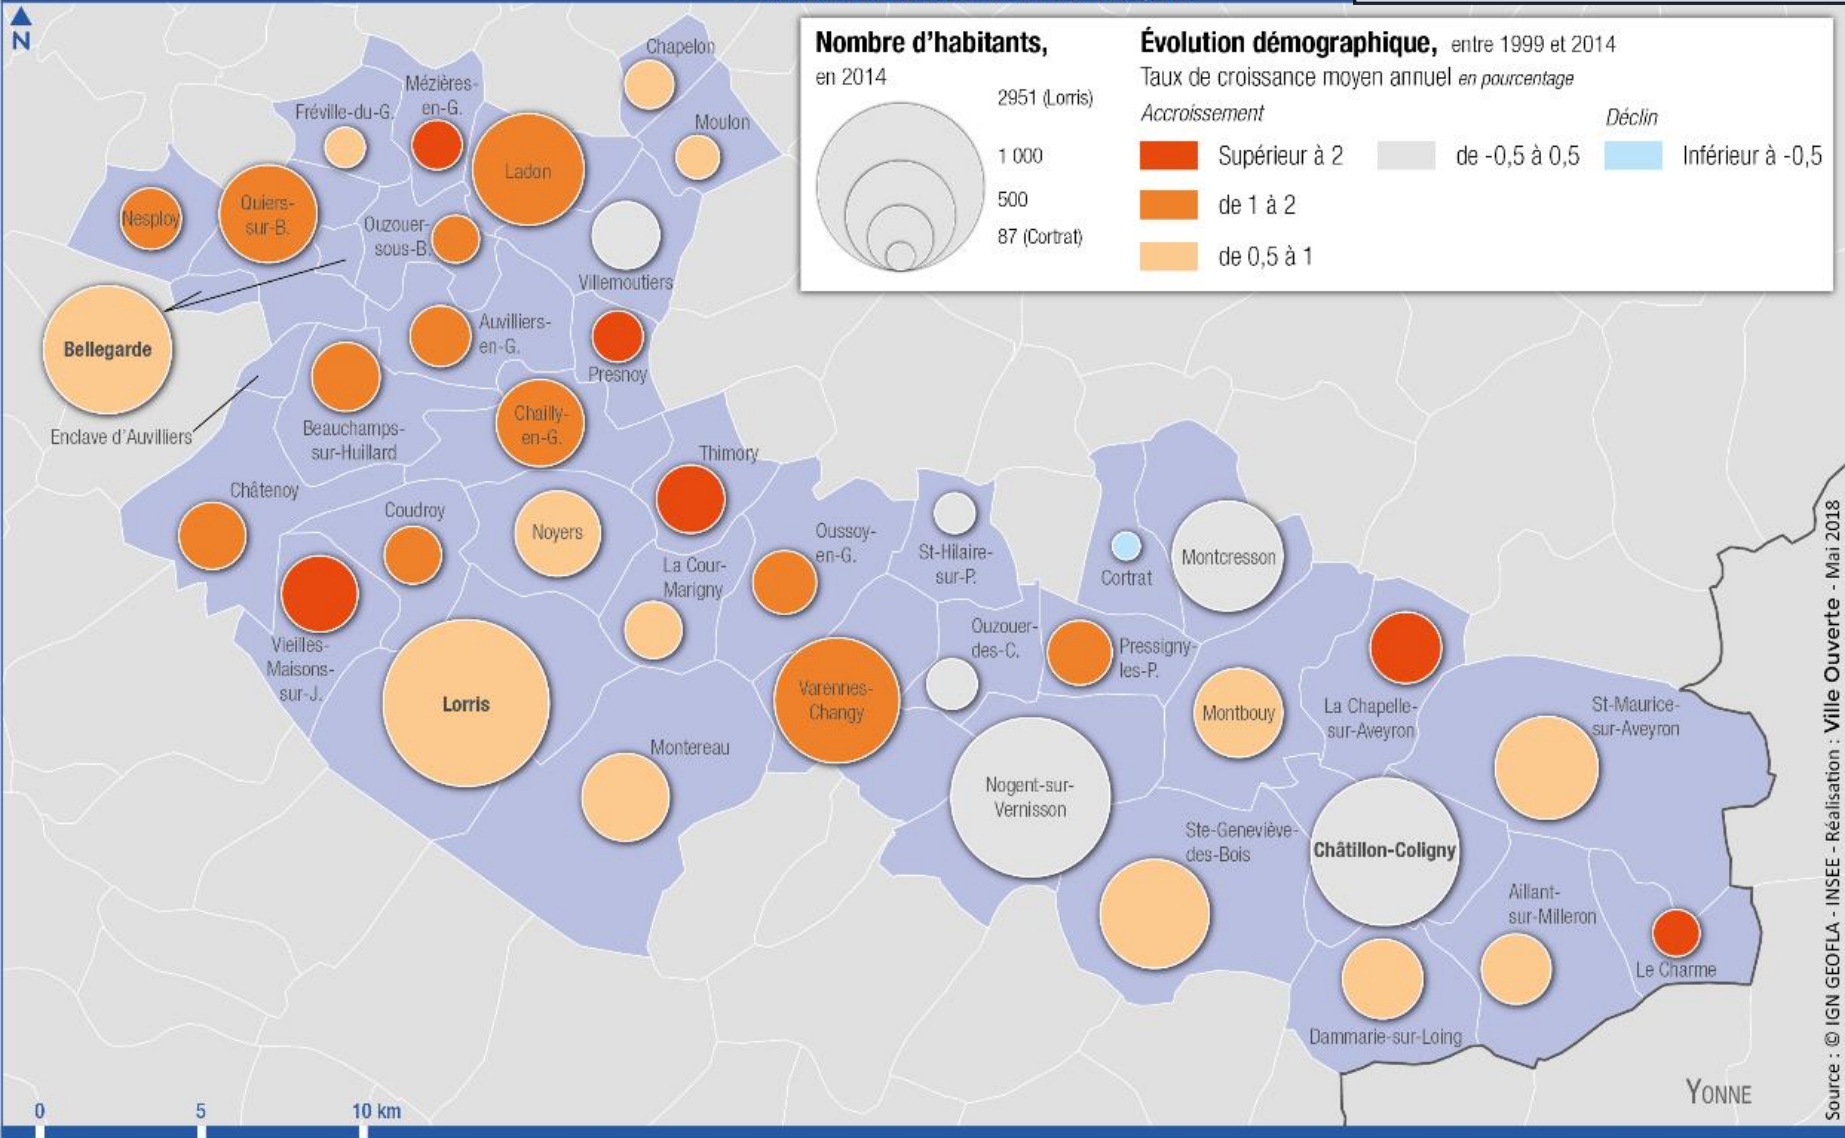 N
Nombre d'habitants,
en 2014
2951 (Lorris)
1 000
500
87 (Cortrat)
Évolution démographique, entre 1999 et 2014
Taux de croissance moyen annuel en pourcentage
Accroissement
Déclin
Supérieur à 2
de -0,5 à 0,5
Inférieur à -0,5
de 1 à 2
de 0,5 à 1
Chapelon
Mézières-
en-G.
Fréville-du-G.
Moulon
Ladon
Nesploy
Quiers-
sur-B.
Ouzouer-
sous-B.
Villemoutiers
Bellegarde
Auvilliers-
en-G.
Presnoy
Enclave d'Auvilliers
Beauchamps-
sur-Huillard
Chailly-
en-G.
Thimory
Châtenoy
Coudroy
Noyers
La Cour-
Marigny
Oussoy-
en-G.
St-Hilaire-
sur-P.
Cortrat
Montcresson
Vieilles-
Maisons-
sur-J.
Lorris
Varennes-
Changy
Ouzouer-
des-C.
Pressigny-
les-P.
Montbouy
La Chapelle-
sur-Aveyron
St-Maurice-
sur-Aveyron
Montereau
Nogent-sur-
Vernisson
Ste-Geneviève-
des-Bois
Châtillon-Coligny
Aillant-
sur-Milleron
Le Charme
Dammarie-sur-Loing
YONNE
0 5 10 km
Source : © IGN GEOFLA - INSEE - Réalisation : Ville Ouverte - Mai 2018